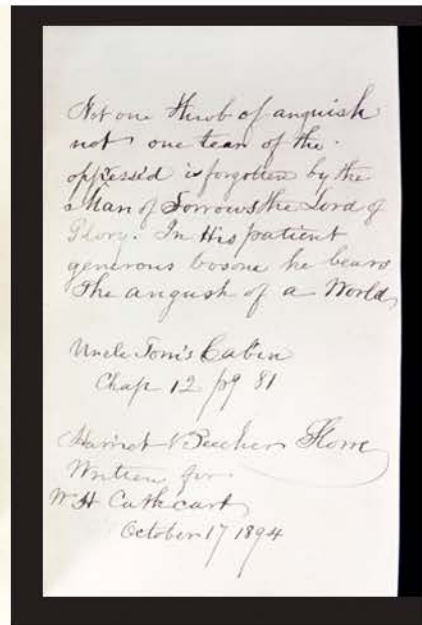 Not one throb of anguish
not one tear of the
oppress'd is forgotten by the
Man of Sorrows the Lord of
Glory. In His patient
generous bosom he bears
The anguish of a World,
Uncle Tom's Cabin
Chap 12 pg 81
Harriet Beecher Stowe
Written for
W H Cathcart
October 17 1894